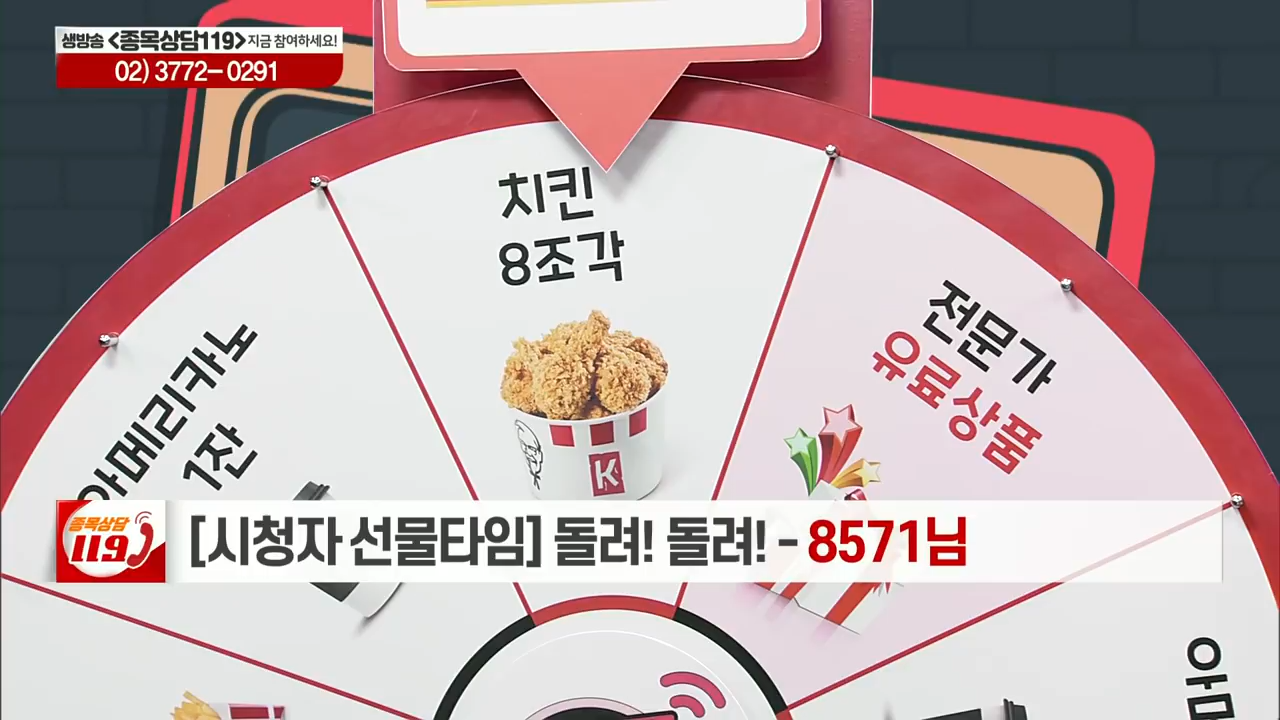 생방송 <종목상담119> 지금 참여하세요!
02) 3772-0291
치킨
8조각
전문가
유료상품
아메리카노
1잔
K
종목상담
119
[시청자 선물타임] 돌려! 돌려! - 8571님